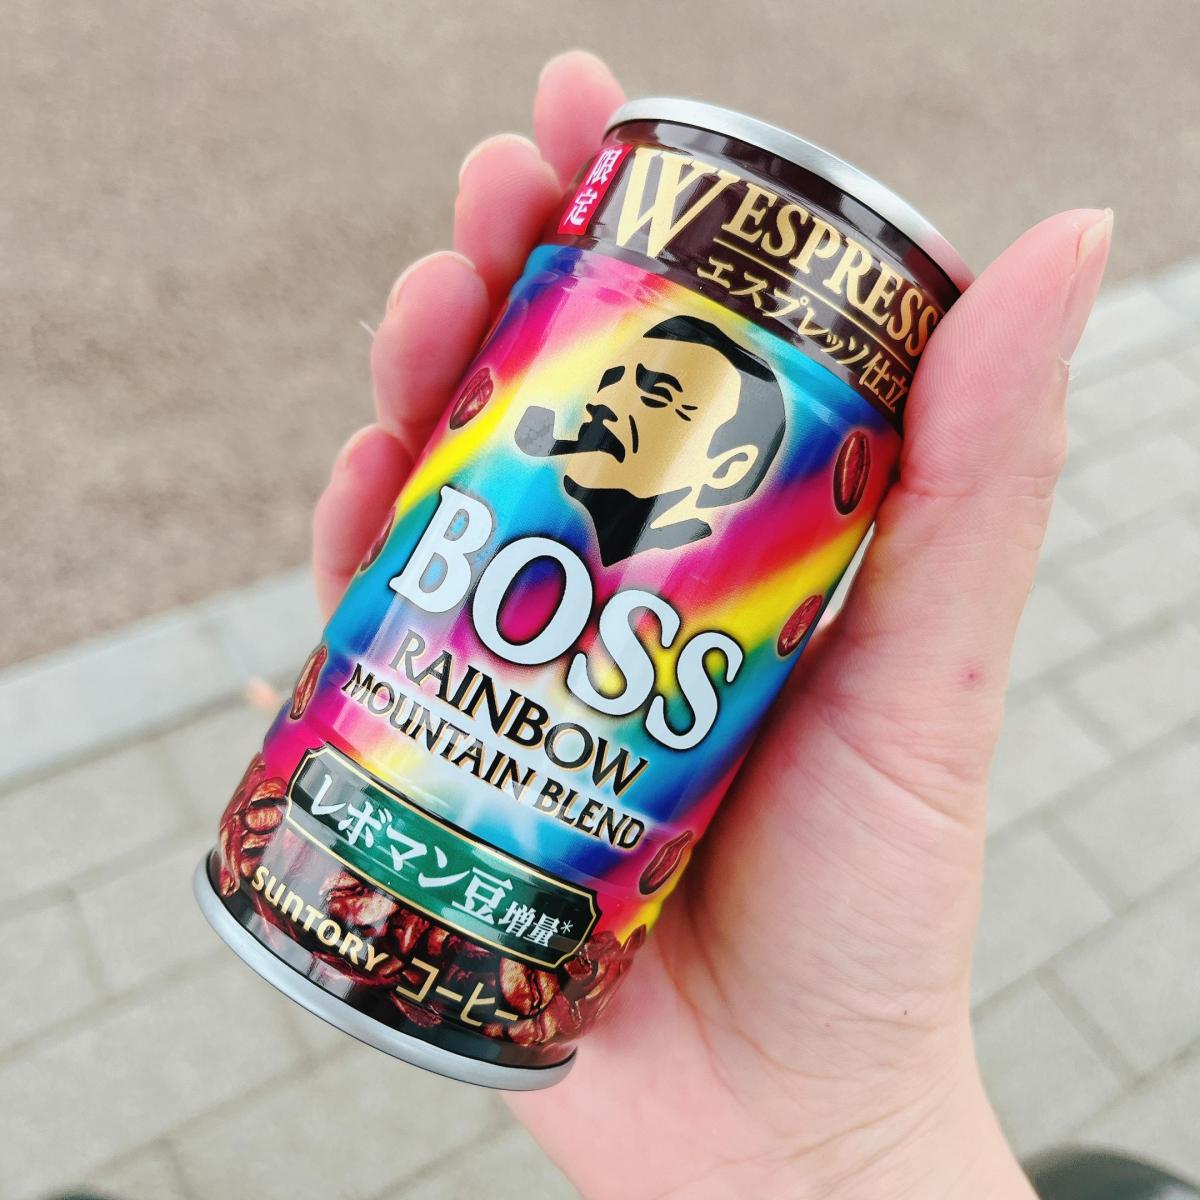 限定
W ESPRESS
エスプレッソ仕立
BOSS
RAINBOW
MOUNTAIN BLEND
レボマン豆増量*
SUNTORY コーヒー